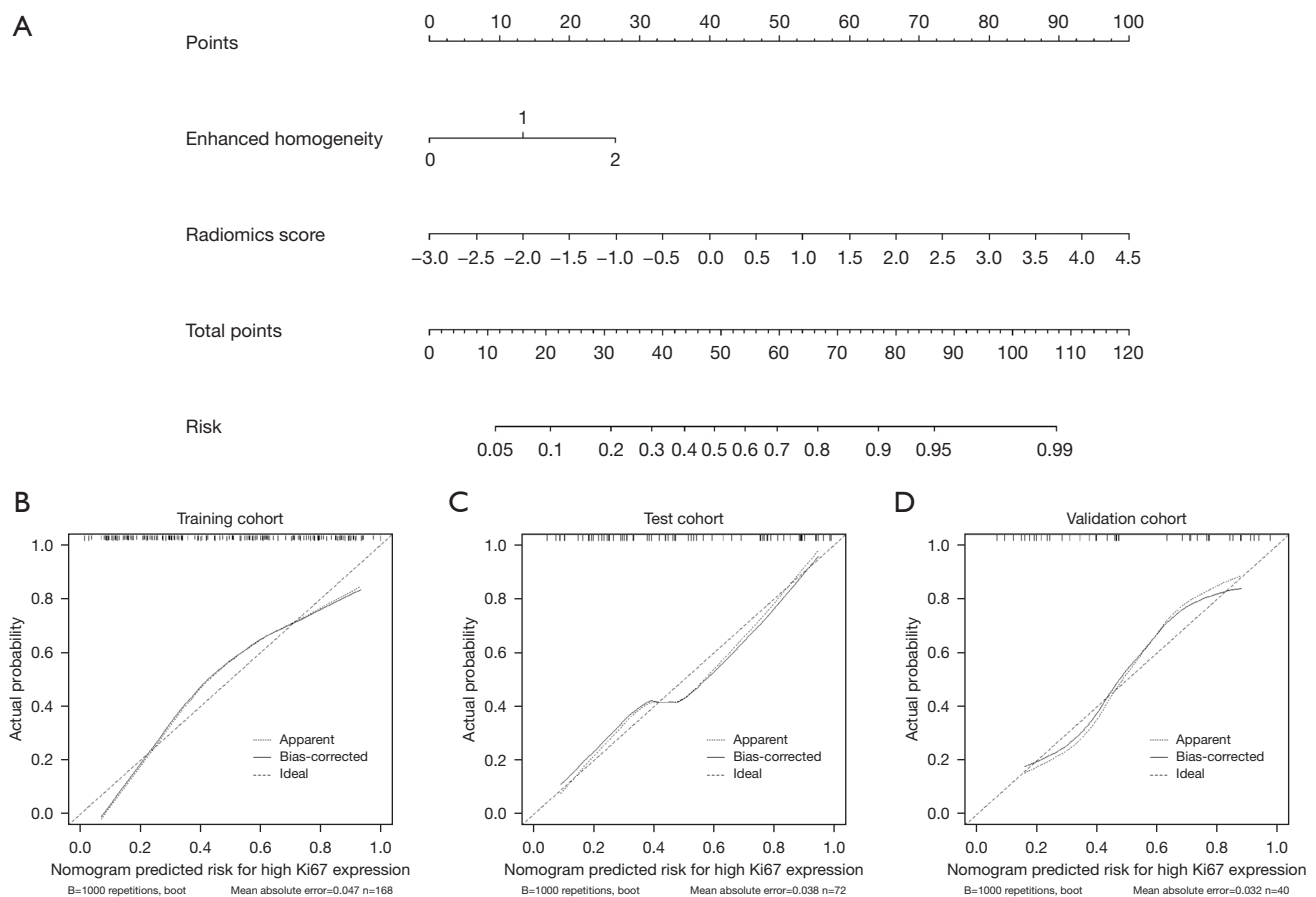 A
Points
0 10 20 30 40 50 60 70 80 90 100
Enhanced homogeneity
1
0 2
Radiomics score
−3.0 −2.5 −2.0 −1.5 −1.0 −0.5 0.0 0.5 1.0 1.5 2.0 2.5 3.0 3.5 4.0 4.5
Total points
0 10 20 30 40 50 60 70 80 90 100 110 120
Risk
0.05 0.1 0.2 0.3 0.4 0.5 0.6 0.7 0.8 0.9 0.95 0.99
B
Training cohort
Actual probability
1.0
0.8
0.6
0.4
0.2
0.0
Apparent
Bias-corrected
Ideal
0.0 0.2 0.4 0.6 0.8 1.0
Nomogram predicted risk for high Ki67 expression
B=1000 repetitions, boot Mean absolute error=0.047 n=168
C
Test cohort
Actual probability
1.0
0.8
0.6
0.4
0.2
0.0
Apparent
Bias-corrected
Ideal
0.0 0.2 0.4 0.6 0.8 1.0
Nomogram predicted risk for high Ki67 expression
B=1000 repetitions, boot Mean absolute error=0.038 n=72
D
Validation cohort
Actual probability
1.0
0.8
0.6
0.4
0.2
0.0
Apparent
Bias-corrected
Ideal
0.0 0.2 0.4 0.6 0.8 1.0
Nomogram predicted risk for high Ki67 expression
B=1000 repetitions, boot Mean absolute error=0.032 n=40